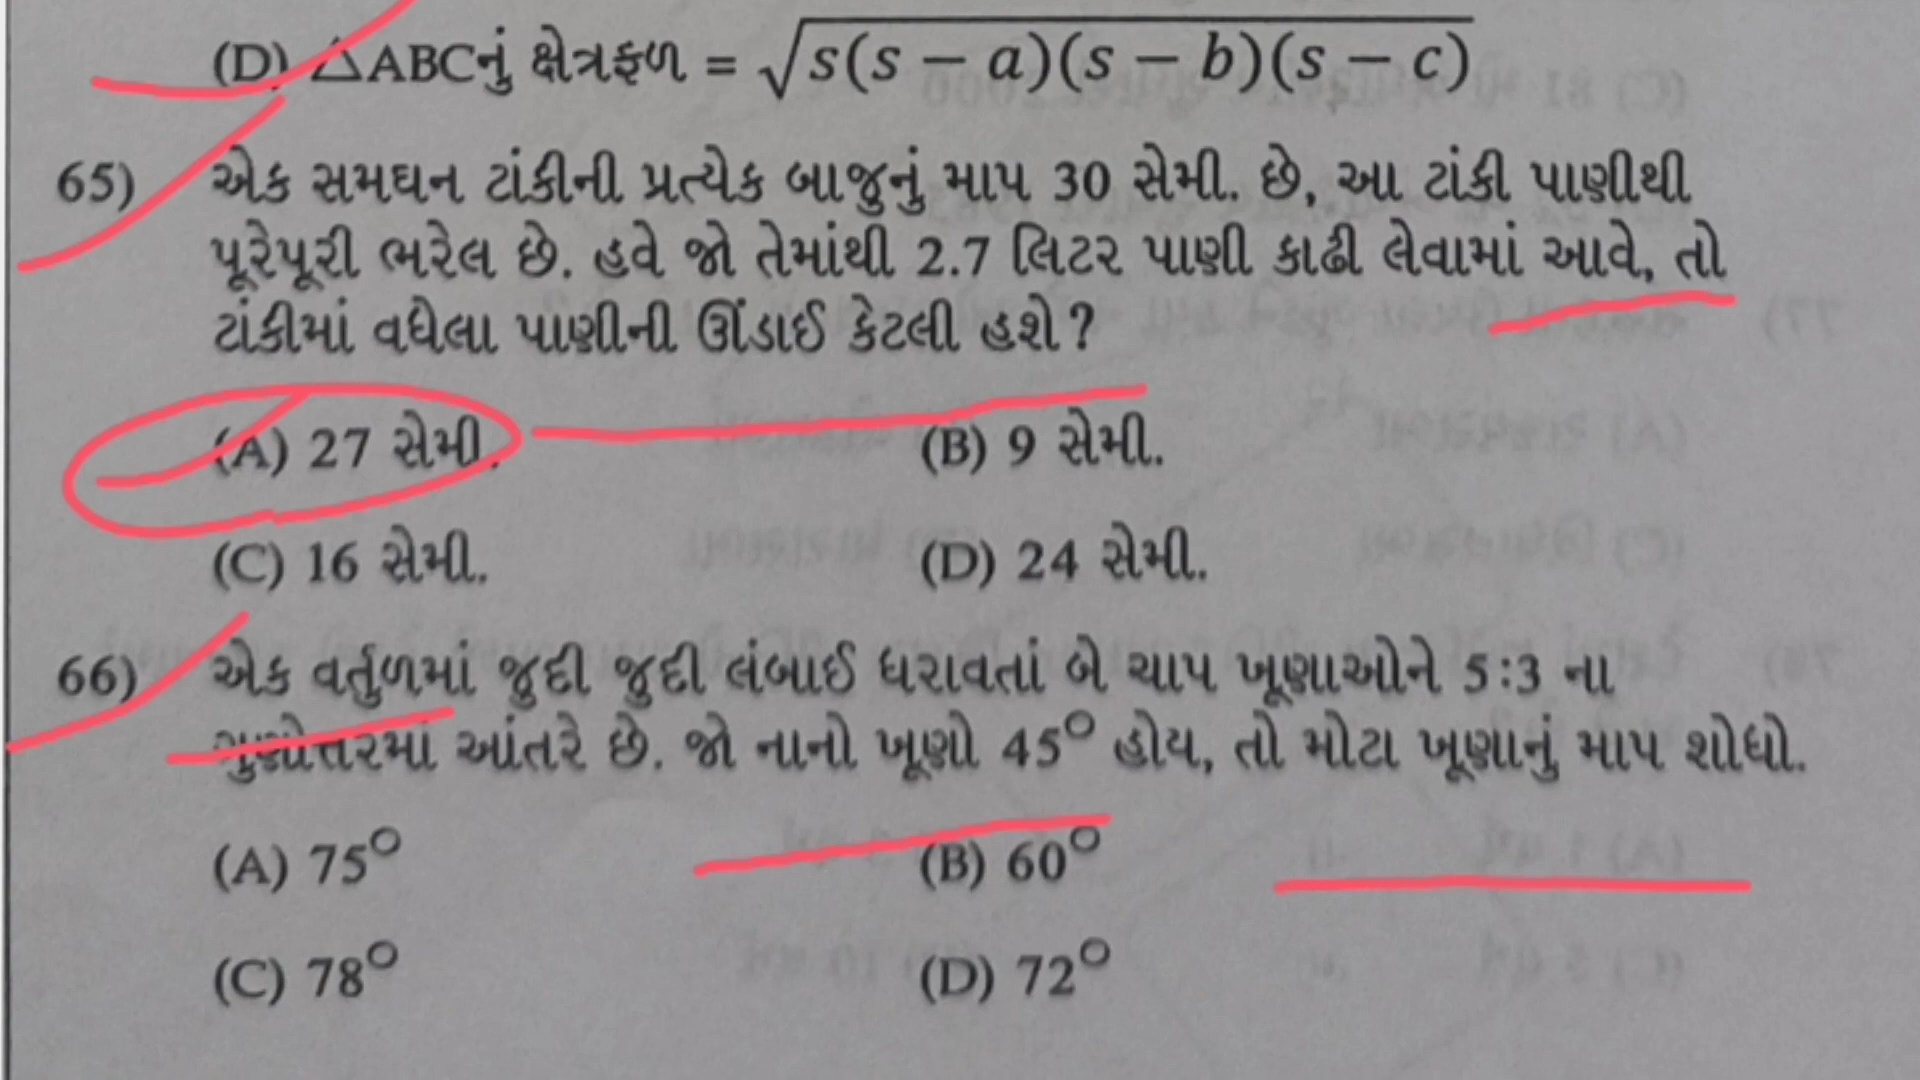 (D) △ABCનું ક્ષેત્રફળ = √s(s − a)(s − b)(s − c)
65) એક સમઘન ટાંકીની પ્રત્યેક બાજુનું માપ 30 સેમી. છે, આ ટાંકી પાણીથી
પૂરેપૂરી ભરેલ છે. હવે જો તેમાંથી 2.7 લિટર પાણી કાઢી લેવામાં આવે, તો
ટાંકીમાં વધેલા પાણીની ઊંડાઈ કેટલી હશે?
(A) 27 સેમી. (B) 9 સેમી.
(C) 16 સેમી. (D) 24 સેમી.
66) એક વર્તુળમાં જુદી જુદી લંબાઈ ધરાવતાં બે ચાપ ખૂણાઓને 5:3 ના
ગુણોત્તરમાં આંતરે છે. જો નાનો ખૂણો 45° હોય, તો મોટા ખૂણાનું માપ શોધો.
(A) 75° (B) 60°
(C) 78° (D) 72°